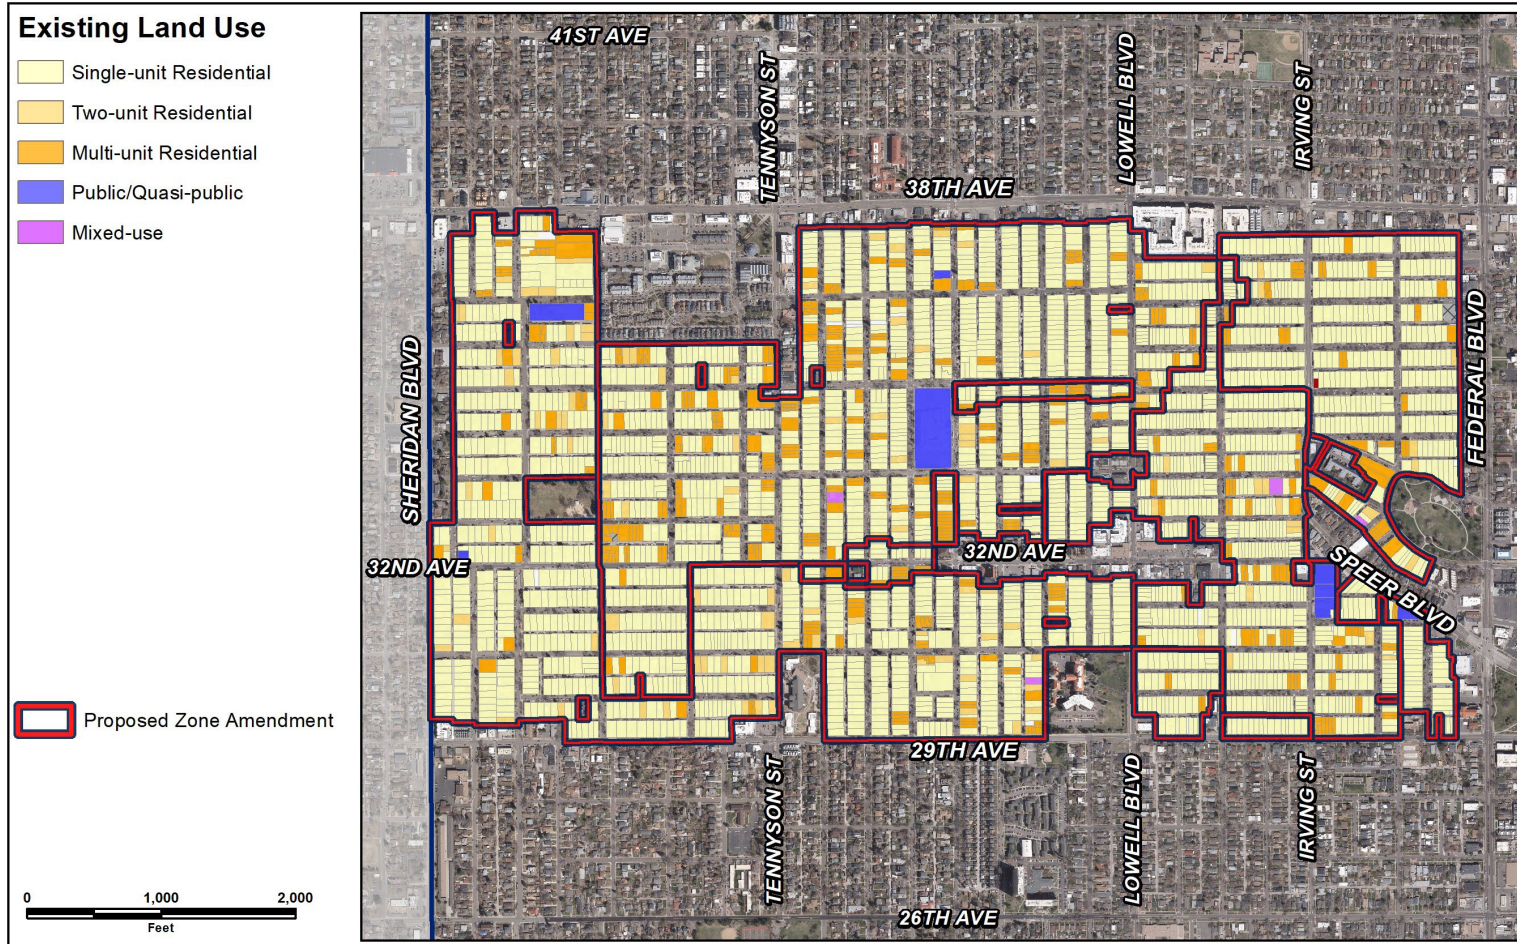 Existing Land Use
Single-unit Residential
Two-unit Residential
Multi-unit Residential
Public/Quasi-public
Mixed-use
Proposed Zone Amendment
0 1,000 2,000
Feet
41ST AVE
TENNYSON ST
LOWELL BLVD
IRVING ST
38TH AVE
SHERIDAN BLVD
FEDERAL BLVD
32ND AVE
32ND AVE
SPEER BLVD
29TH AVE
TENNYSON ST
LOWELL BLVD
IRVING ST
26TH AVE